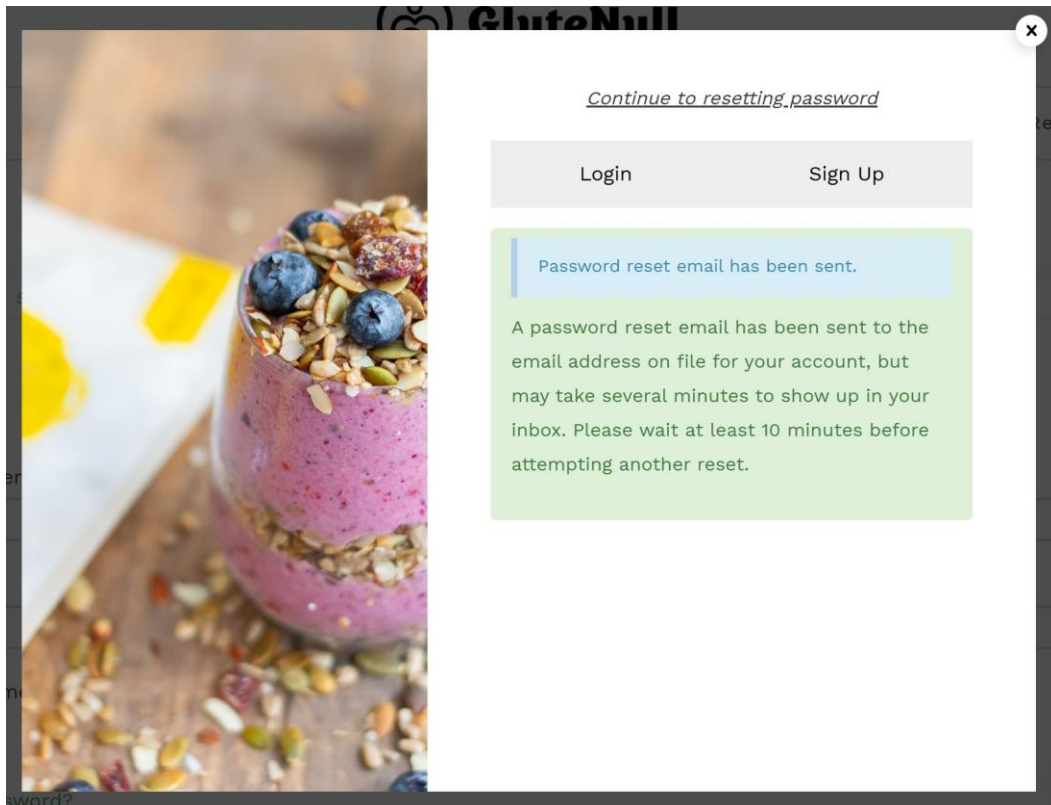 GluteNull
Continue to resetting password
Login
Sign Up
Password reset email has been sent.
A password reset email has been sent to the
email address on file for your account, but
may take several minutes to show up in your
inbox. Please wait at least 10 minutes before
attempting another reset.